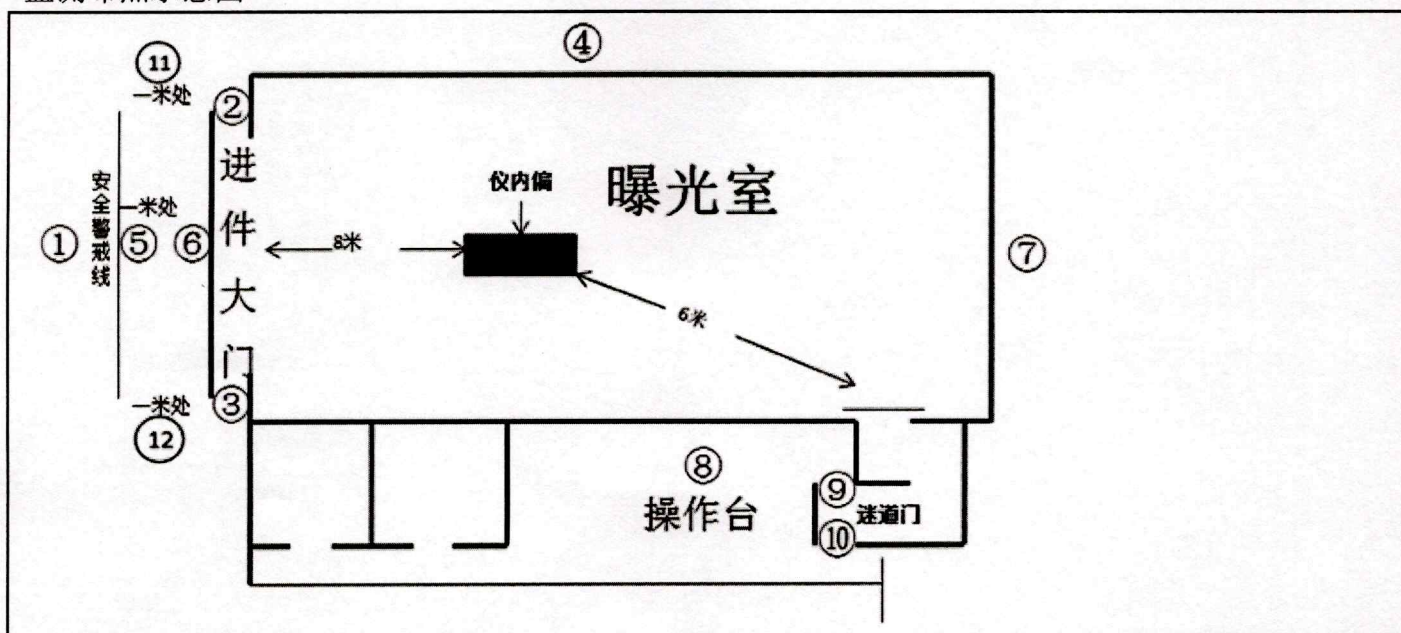 ④
11
一米处
②
进件大门
仪内偏
曝光室
安全警戒线
一米处
①
⑤
⑥
8米
⑦
6米
一米处
③
12
⑧
操作台
⑨
迷道门
⑩